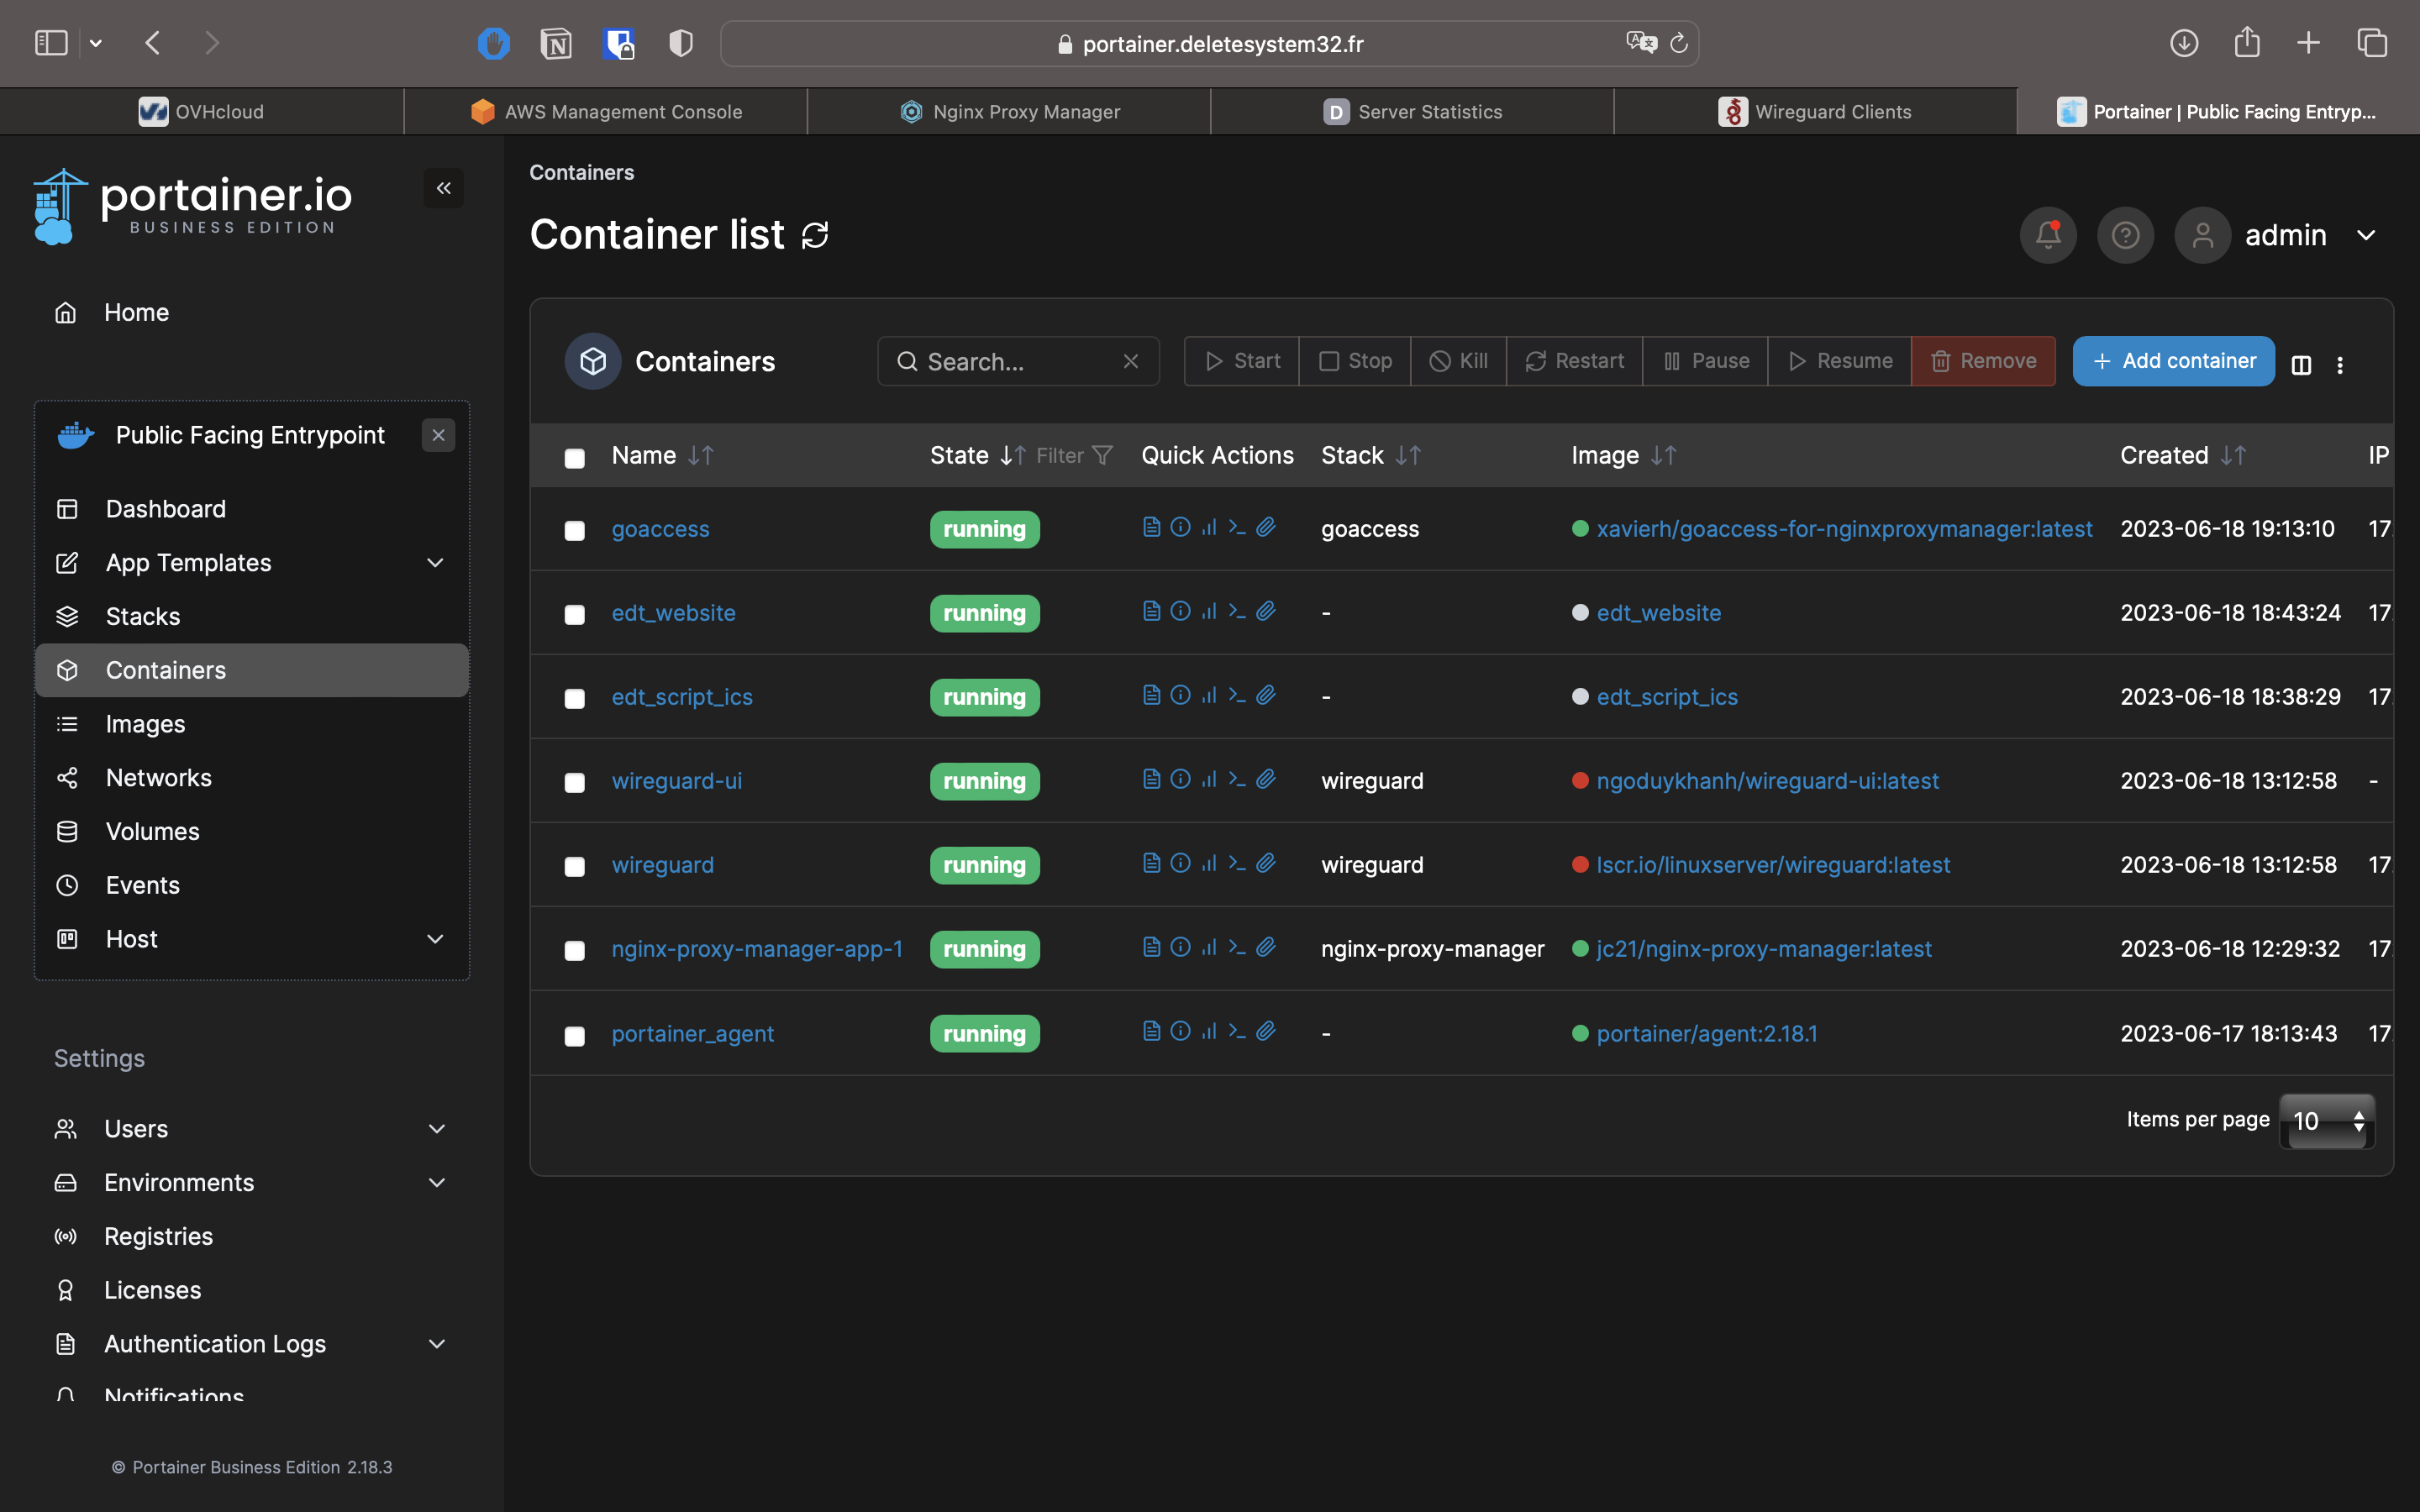 portainer.deletesystem32.fr
OVHcloud
AWS Management Console
Nginx Proxy Manager
D Server Statistics
Wireguard Clients
Portainer | Public Facing Entryp...
portainer.io
BUSINESS EDITION
Home
Public Facing Entrypoint
Dashboard
App Templates
Stacks
Containers
Images
Networks
Volumes
Events
Host
Settings
Users
Environments
Registries
Licenses
Authentication Logs
Notifications
© Portainer Business Edition 2.18.3
Containers
Container list
admin
Containers Search... Start Stop Kill Restart Pause Resume Remove Add container
Name State Filter Quick Actions Stack Image Created IP
goaccess running goaccess xavierh/goaccess-for-nginxproxymanager:latest 2023-06-18 19:13:10 17
edt_website running - edt_website 2023-06-18 18:43:24 17
edt_script_ics running - edt_script_ics 2023-06-18 18:38:29 17
wireguard-ui running wireguard ngoduykhanh/wireguard-ui:latest 2023-06-18 13:12:58 -
wireguard running wireguard lscr.io/linuxserver/wireguard:latest 2023-06-18 13:12:58 17
nginx-proxy-manager-app-1 running nginx-proxy-manager jc21/nginx-proxy-manager:latest 2023-06-18 12:29:32 17
portainer_agent running - portainer/agent:2.18.1 2023-06-17 18:13:43 17
Items per page 10